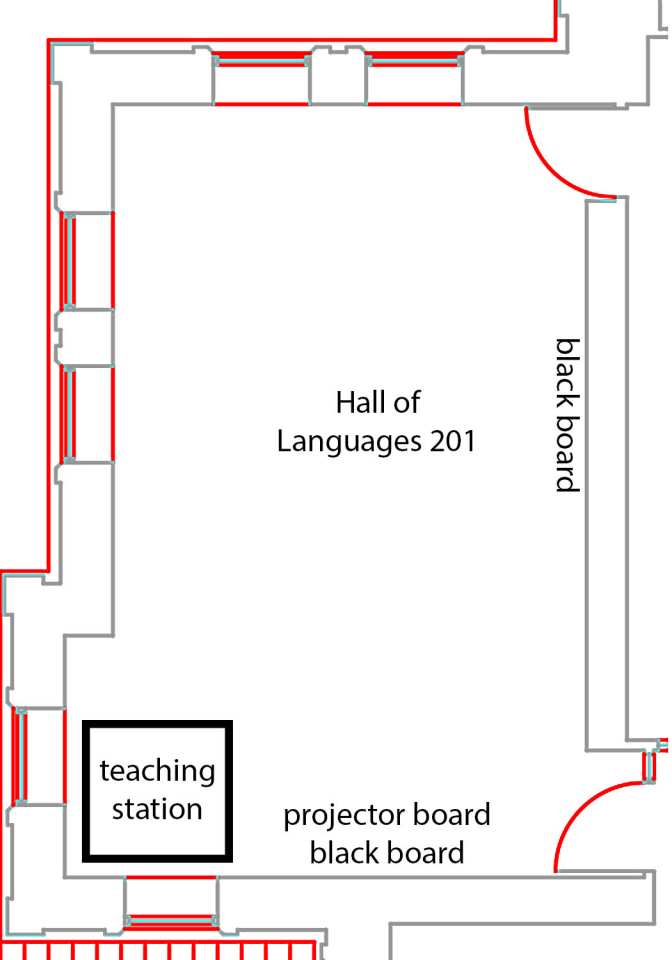 black board
Hall of
Languages 201
teaching
station
projector board
black board